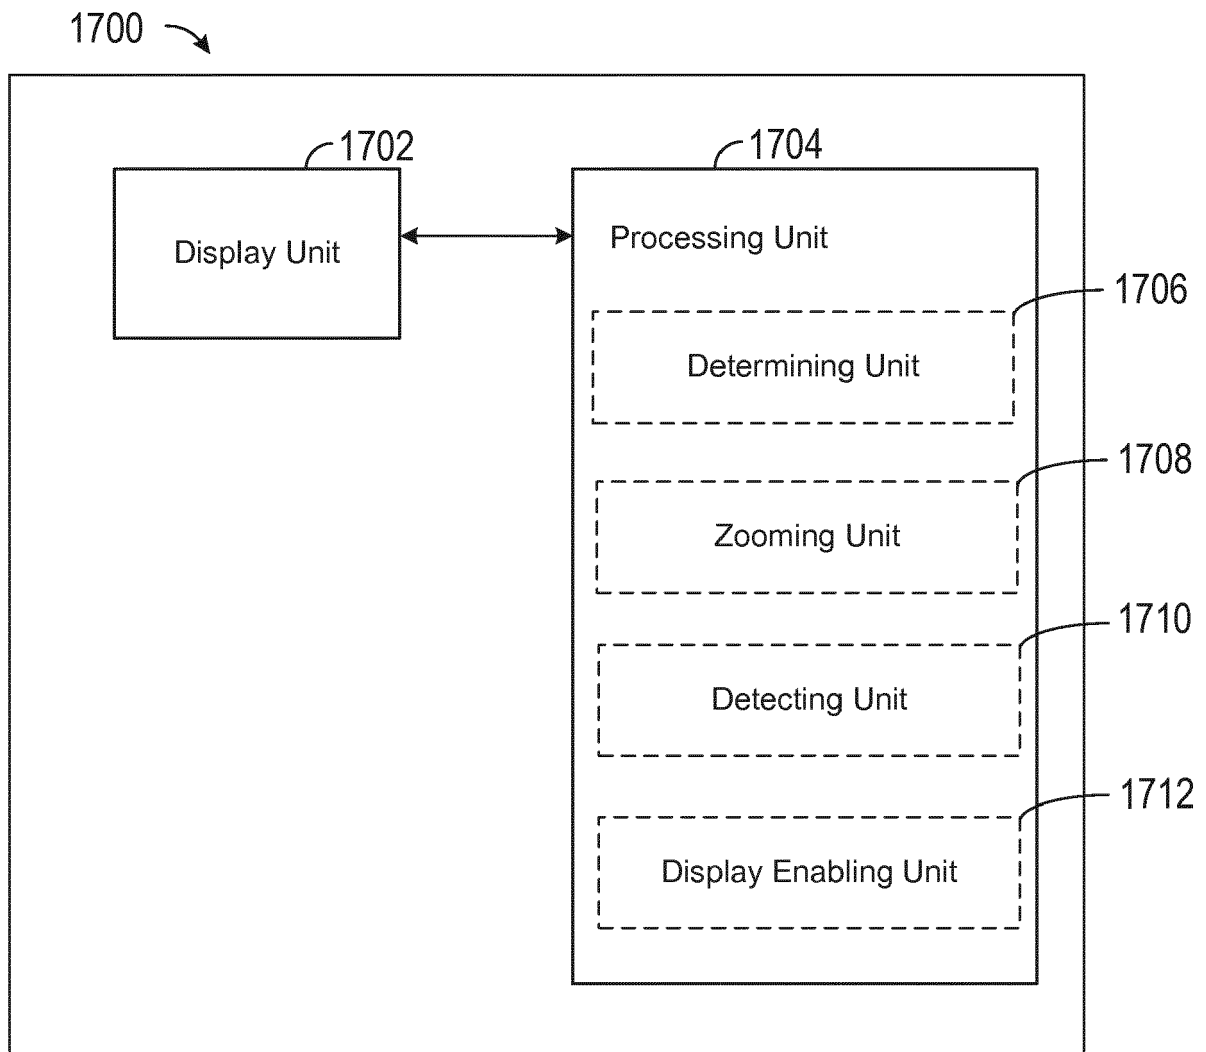 1700
1702
1704
Display Unit
Processing Unit
1706
Determining Unit
1708
Zooming Unit
1710
Detecting Unit
1712
Display Enabling Unit